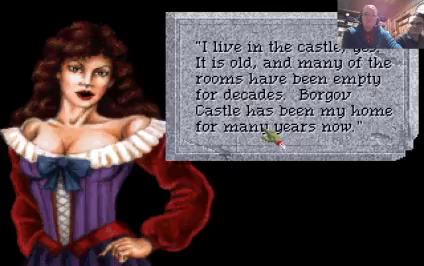 "I live in the castle, yes.
It is old, and many of the
rooms have been empty
for decades. Borgov
Castle has been my home
for many years now."